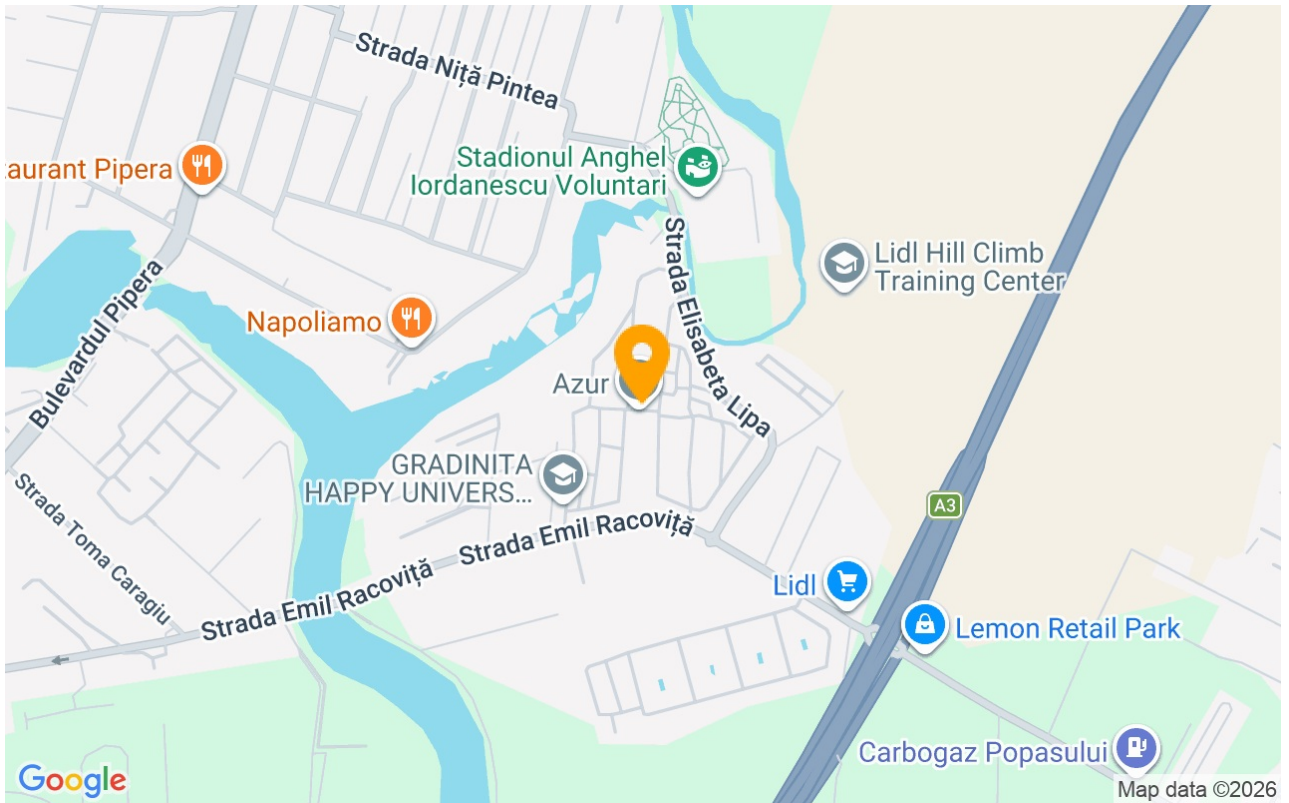 Strada Niță Pintea
Stadionul Anghel
Iordanescu Voluntari
taurant Pipera
Strada Elisabeta Lipa
Lidl Hill Climb
Training Center
Bulevardul Pipera
Napoliamo
Azur
GRADINITA
HAPPY UNIVERS...
A3
Strada Toma Caragiu
Strada Emil Racoviță
Strada Emil Racoviță
Lidl
Lemon Retail Park
Carbogaz Popasului
Google
Map data ©2026